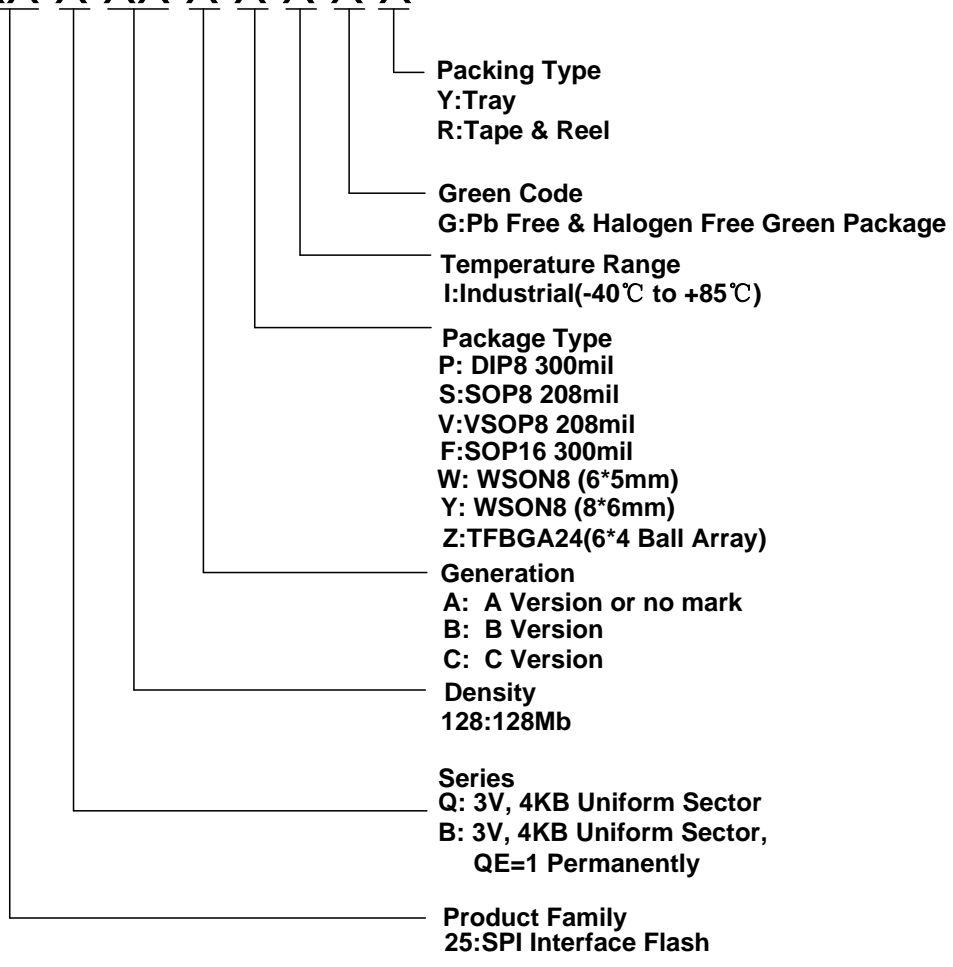 Packing Type
Y:Tray
R:Tape & Reel
Green Code
G:Pb Free & Halogen Free Green Package
Temperature Range
I:Industrial(-40℃ to +85℃)
Package Type
P: DIP8 300mil
S:SOP8 208mil
V:VSOP8 208mil
F:SOP16 300mil
W: WSON8 (6*5mm)
Y: WSON8 (8*6mm)
Z:TFBGA24(6*4 Ball Array)
Generation
A: A Version or no mark
B: B Version
C: C Version
Density
128:128Mb
Series
Q: 3V, 4KB Uniform Sector
B: 3V, 4KB Uniform Sector,
QE=1 Permanently
Product Family
25:SPI Interface Flash